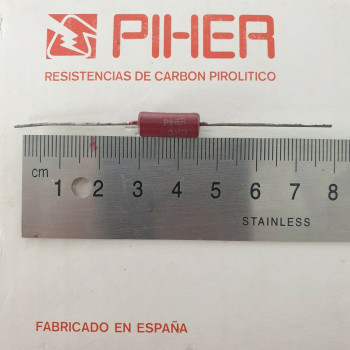 PIHER
RESISTENCIAS DE CARBON PIROLITICO
PIHER
cm 1 2 3 4 5 6 7 8
STAINLESS
FABRICADO EN ESPAÑA